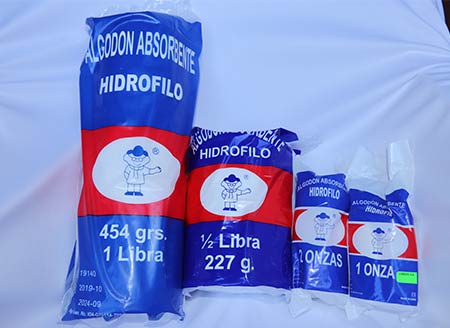 ALGODON ABSORBENTE
HIDROFILO
®
454 grs.
1 Libra
19140
2019-10
2024-09
ALGODON ABSORBENTE
HIDROFILO
½ Libra
227 g.
ALGODON ABSORBENTE
HIDROFILO
2 ONZAS
ALGODON ABSORBENTE
Hidrofilo
1 ONZA